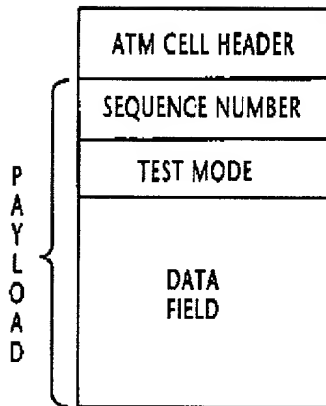 ATM CELL HEADER
SEQUENCE NUMBER
TEST MODE
PAYLOAD
DATA
FIELD